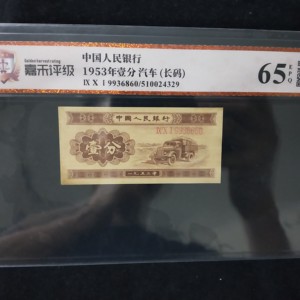 嘉禾评级
中国人民银行
1953年壹分 汽车(长码)
IX X I 9936860/510024329
65
EPQ
中国人民银行
壹分
一九五三年